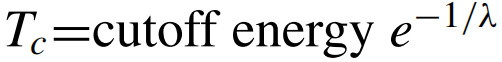 T_c=cutoff energy e^{−1/λ}